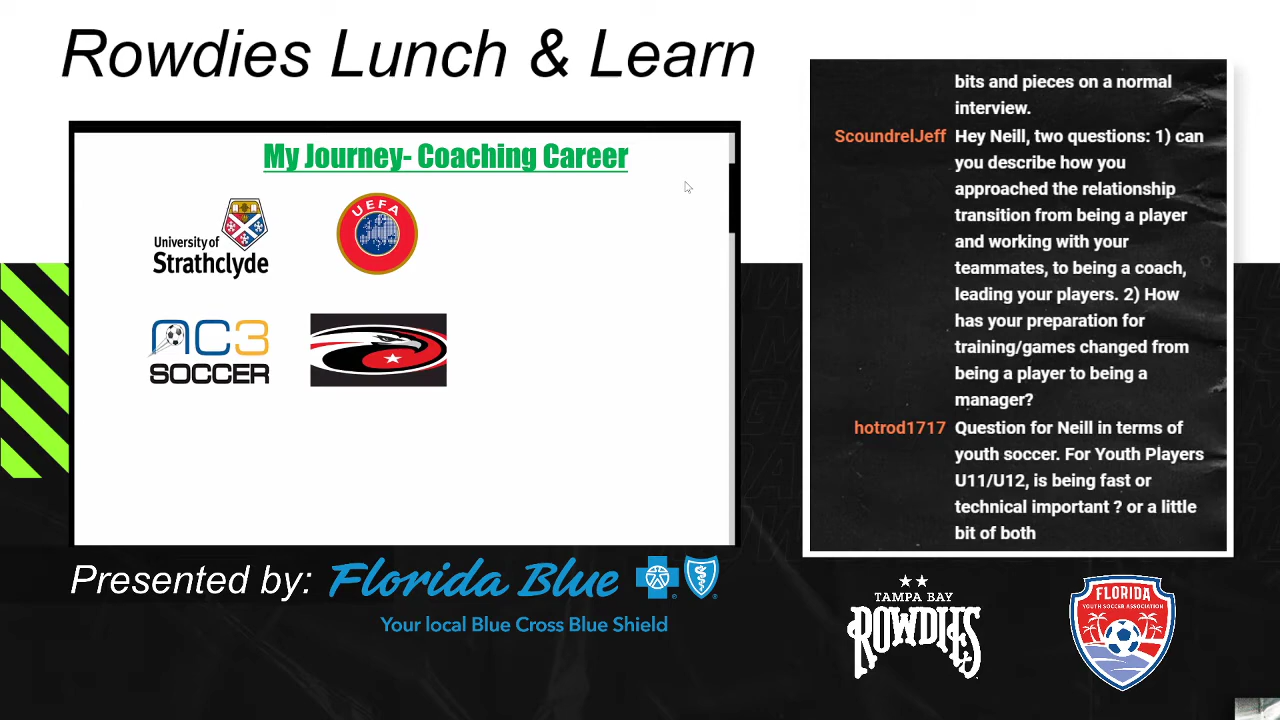 Rowdies Lunch & Learn
My Journey- Coaching Career
University of
Strathclyde
UEFA
NC3
SOCCER
bits and pieces on a normal
interview.
ScoundrelJeff Hey Neill, two questions: 1) can
you describe how you
approached the relationship
transition from being a player
and working with your
teammates, to being a coach,
leading your players. 2) How
has your preparation for
training/games changed from
being a player to being a
manager?
hotrod1717 Question for Neill in terms of
youth soccer. For Youth Players
U11/U12, is being fast or
technical important ? or a little
bit of both
Presented by: Florida Blue
Your local Blue Cross Blue Shield
TAMPA BAY
ROWDIES
FLORIDA
YOUTH SOCCER ASSOCIATION